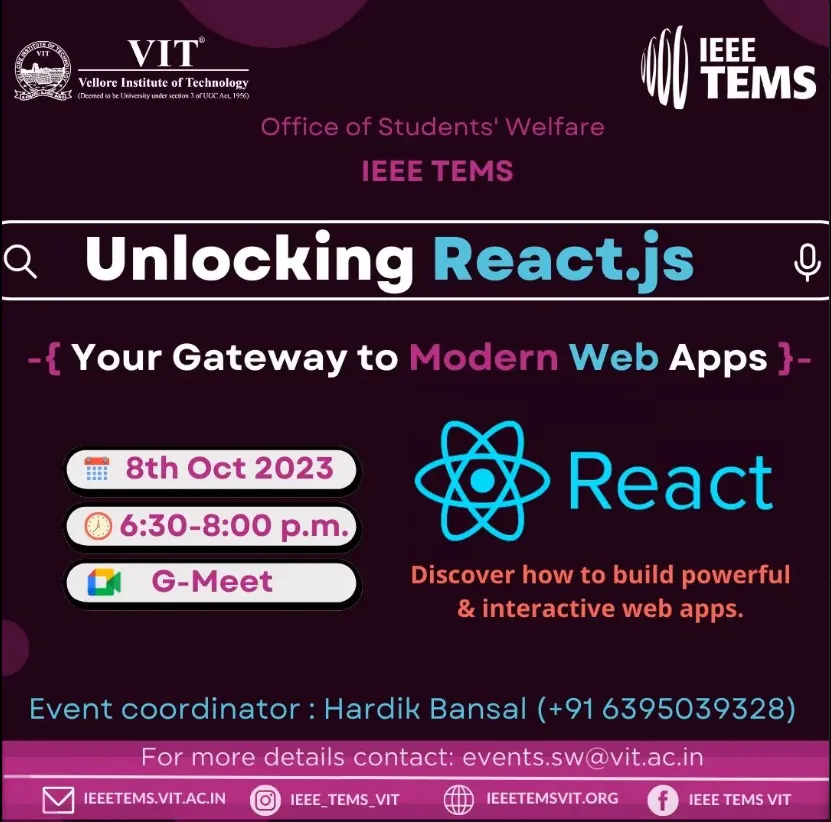 VIT®
Vellore Institute of Technology
(Deemed to be University under section 3 of UGC Act, 1956)
IEEE
TEMS
Office of Students' Welfare
IEEE TEMS
Unlocking React.js
-{ Your Gateway to Modern Web Apps }-
8th Oct 2023
6:30-8:00 p.m.
G-Meet
React
Discover how to build powerful
& interactive web apps.
Event coordinator : Hardik Bansal (+91 6395039328)
For more details contact: events.sw@vit.ac.in
IEEETEMS.VIT.AC.IN IEEE_TEMS_VIT IEEETEMSVIT.ORG IEEE TEMS VIT